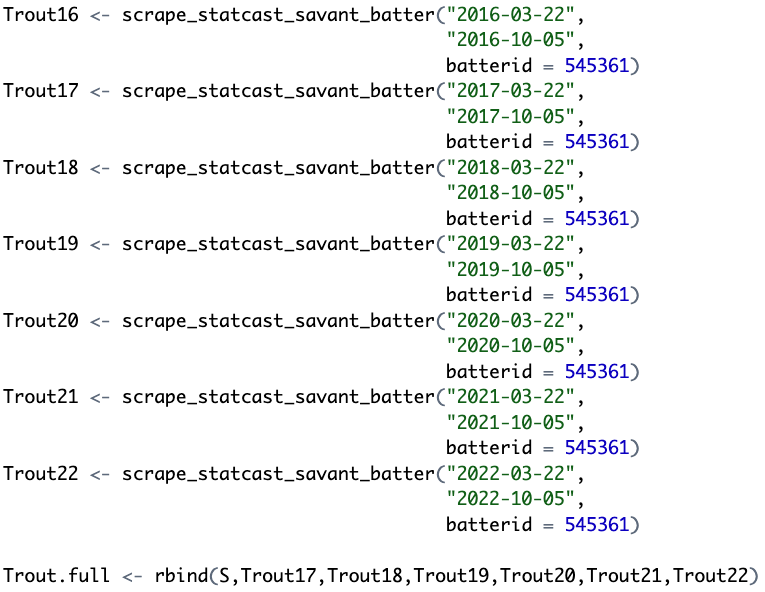 Trout16 <- scrape_statcast_savant_batter("2016-03-22",
                                         "2016-10-05",
                                         batterid = 545361)
Trout17 <- scrape_statcast_savant_batter("2017-03-22",
                                         "2017-10-05",
                                         batterid = 545361)
Trout18 <- scrape_statcast_savant_batter("2018-03-22",
                                         "2018-10-05",
                                         batterid = 545361)
Trout19 <- scrape_statcast_savant_batter("2019-03-22",
                                         "2019-10-05",
                                         batterid = 545361)
Trout20 <- scrape_statcast_savant_batter("2020-03-22",
                                         "2020-10-05",
                                         batterid = 545361)
Trout21 <- scrape_statcast_savant_batter("2021-03-22",
                                         "2021-10-05",
                                         batterid = 545361)
Trout22 <- scrape_statcast_savant_batter("2022-03-22",
                                         "2022-10-05",
                                         batterid = 545361)

Trout.full <- rbind(S,Trout17,Trout18,Trout19,Trout20,Trout21,Trout22)